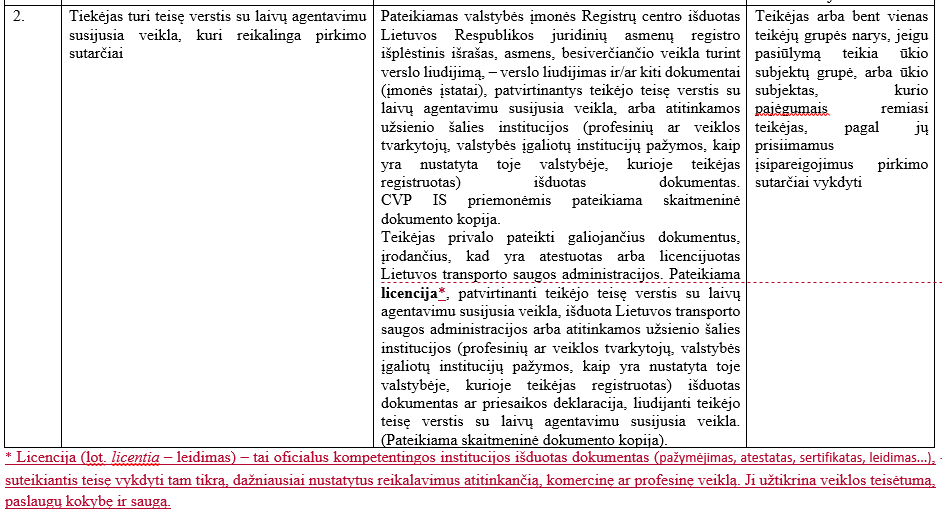 2.
Tiekėjas turi teisę verstis su laivų agentavimu
susijusia veikla, kuri reikalinga pirkimo
sutarčiai
Pateikiamas valstybės įmonės Registrų centro išduotas
Lietuvos Respublikos juridinių asmenų registro
išplėstinis išrašas, asmens, besiverčiančio veikla turint
verslo liudijimą, – verslo liudijimas ir/ar kiti dokumentai
(įmonės įstatai), patvirtinantys teikėjo teisę verstis su
laivų agentavimu susijusia veikla, arba atitinkamos
užsienio šalies institucijos (profesinių ar veiklos
tvarkytojų, valstybės įgaliotų institucijų pažymos, kaip
yra nustatyta toje valstybėje, kurioje teikėjas
registruotas) išduotas dokumentas.
CVP IS priemonėmis pateikiama skaitmeninė
dokumento kopija.
Teikėjas privalo pateikti galiojančius dokumentus,
įrodančius, kad yra atestuotas arba licencijuotas
Lietuvos transporto saugos administracijos. Pateikiama
licencija*, patvirtinanti teikėjo teisę verstis su laivų
agentavimu susijusia veikla, išduota Lietuvos transporto
saugos administracijos arba atitinkamos užsienio šalies
institucijos (profesinių ar veiklos tvarkytojų, valstybės
įgaliotų institucijų pažymos, kaip yra nustatyta toje
valstybėje, kurioje teikėjas registruotas) išduotas
dokumentas ar priesaikos deklaracija, liudijanti teikėjo
teisę verstis su laivų agentavimu susijusia veikla.
(Pateikiama skaitmeninė dokumento kopija).
Teikėjas arba bent vienas
teikėjų grupės narys, jeigu
pasiūlymą teikia ūkio
subjektų grupė, arba ūkio
subjektas, kurio
pajėgumais remiasi
teikėjas, pagal jų
prisiimamus
įsipareigojimus pirkimo
sutarčiai vykdyti
* Licencija (lot. licentia – leidimas) – tai oficialus kompetentingos institucijos išduotas dokumentas (pažymėjimas, atestatas, sertifikatas, leidimas...),
suteikiantis teisę vykdyti tam tikrą, dažniausiai nustatytus reikalavimus atitinkančią, komercinę ar profesinę veiklą. Ji užtikrina veiklos teisėtumą,
paslaugų kokybę ir saugą.